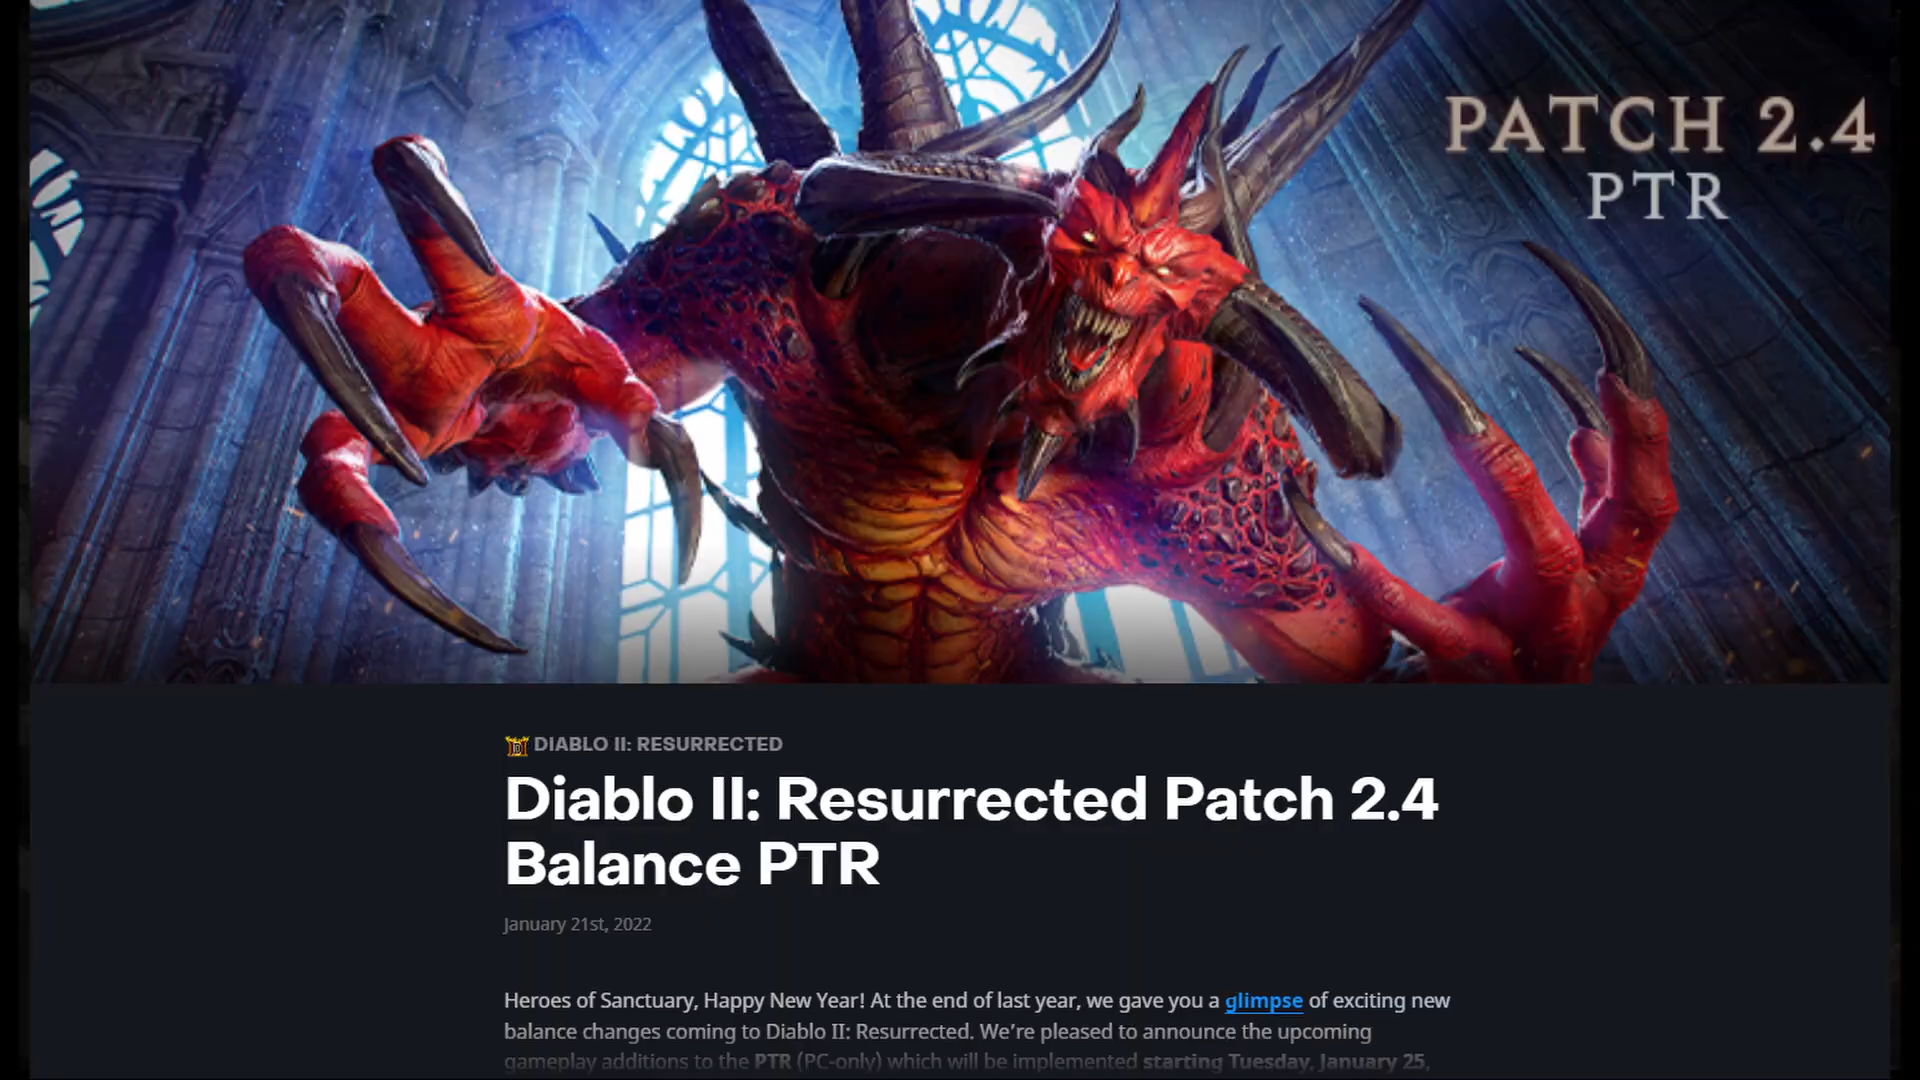 PATCH 2.4
PTR
DIABLO II: RESURRECTED
Diablo II: Resurrected Patch 2.4
Balance PTR
January 21st, 2022
Heroes of Sanctuary, Happy New Year! At the end of last year, we gave you a glimpse of exciting new
balance changes coming to Diablo II: Resurrected. We’re pleased to announce the upcoming
gameplay additions to the PTR (PC-only) which will be implemented starting Tuesday, January 25,